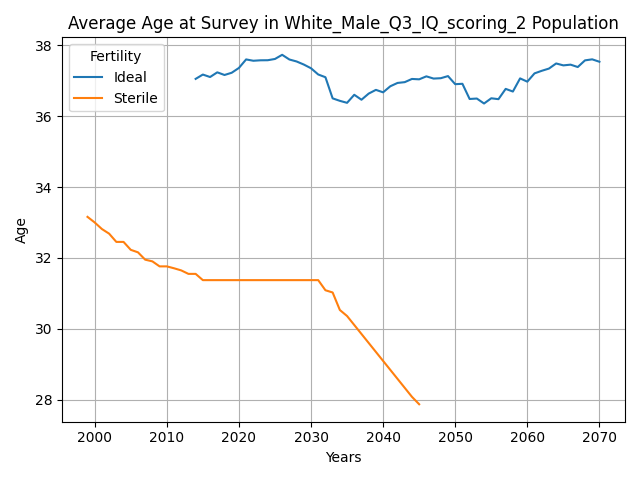 Average Age at Survey in White_Male_Q3_IQ_scoring_2 Population
Fertility
Ideal
Sterile
Age
38
36
34
32
30
28
2000 2010 2020 2030 2040 2050 2060 2070
Years